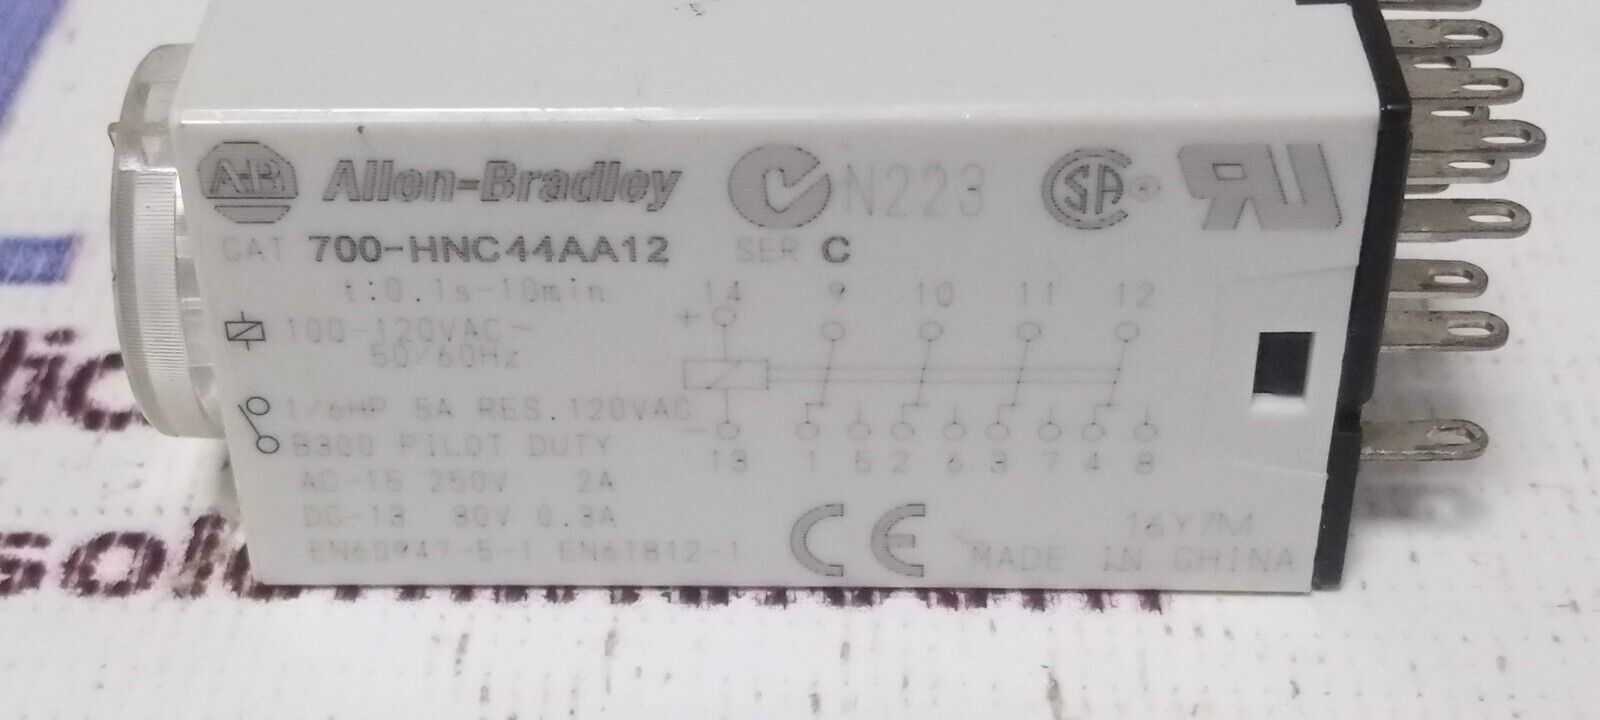 A-B Allen-Bradley N223 SA ®
CAT 700-HNC44AA12 SER C
t:0.1s-10min
100-120VAC~
50/60Hz
1/6HP 5A RES. 120VAC
B300 PILOT DUTY
AC-15 250V 2A
DC-13 30V 0.3A
EN60947-5-1 EN61812-1
14 9 10 11 12
+
-
13 1 5 2 6 3 7 4 8
CE
16Y7M
MADE IN CHINA